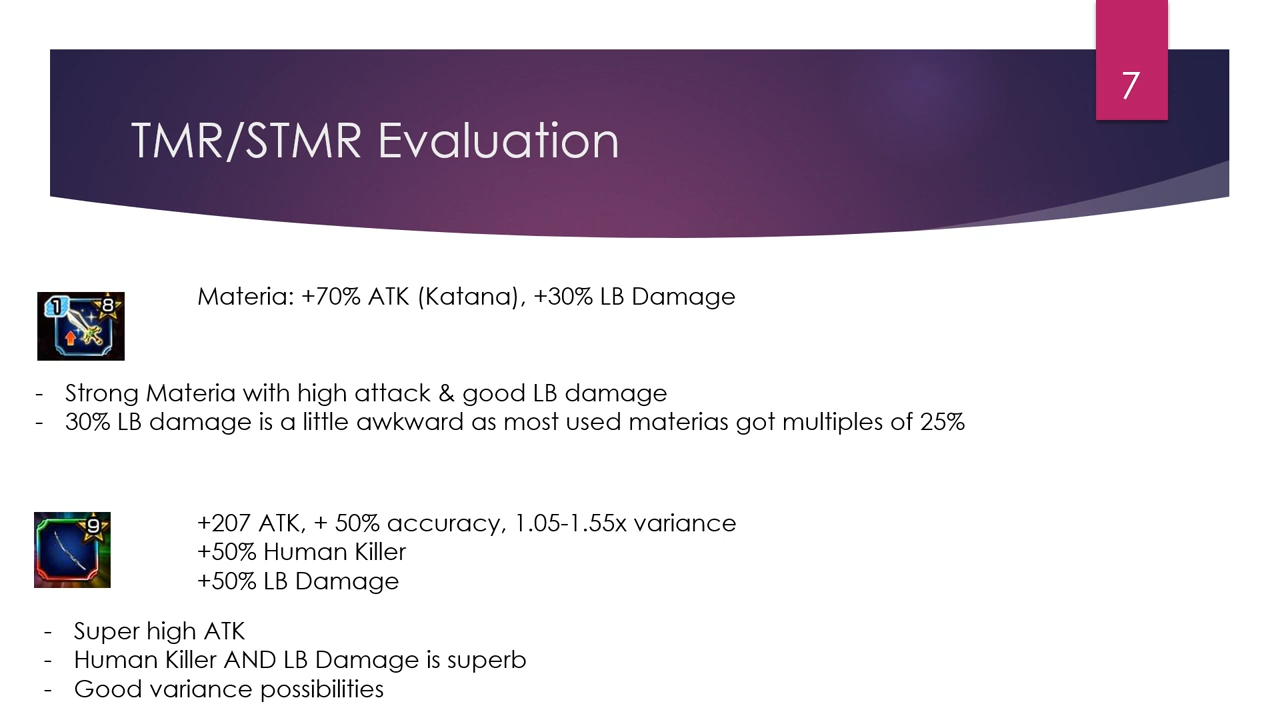 7
TMR/STMR Evaluation
1 8
Materia: +70% ATK (Katana), +30% LB Damage
- Strong Materia with high attack & good LB damage
- 30% LB damage is a little awkward as most used materias got multiples of 25%
9
+207 ATK, + 50% accuracy, 1.05-1.55x variance
+50% Human Killer
+50% LB Damage
- Super high ATK
- Human Killer AND LB Damage is superb
- Good variance possibilities